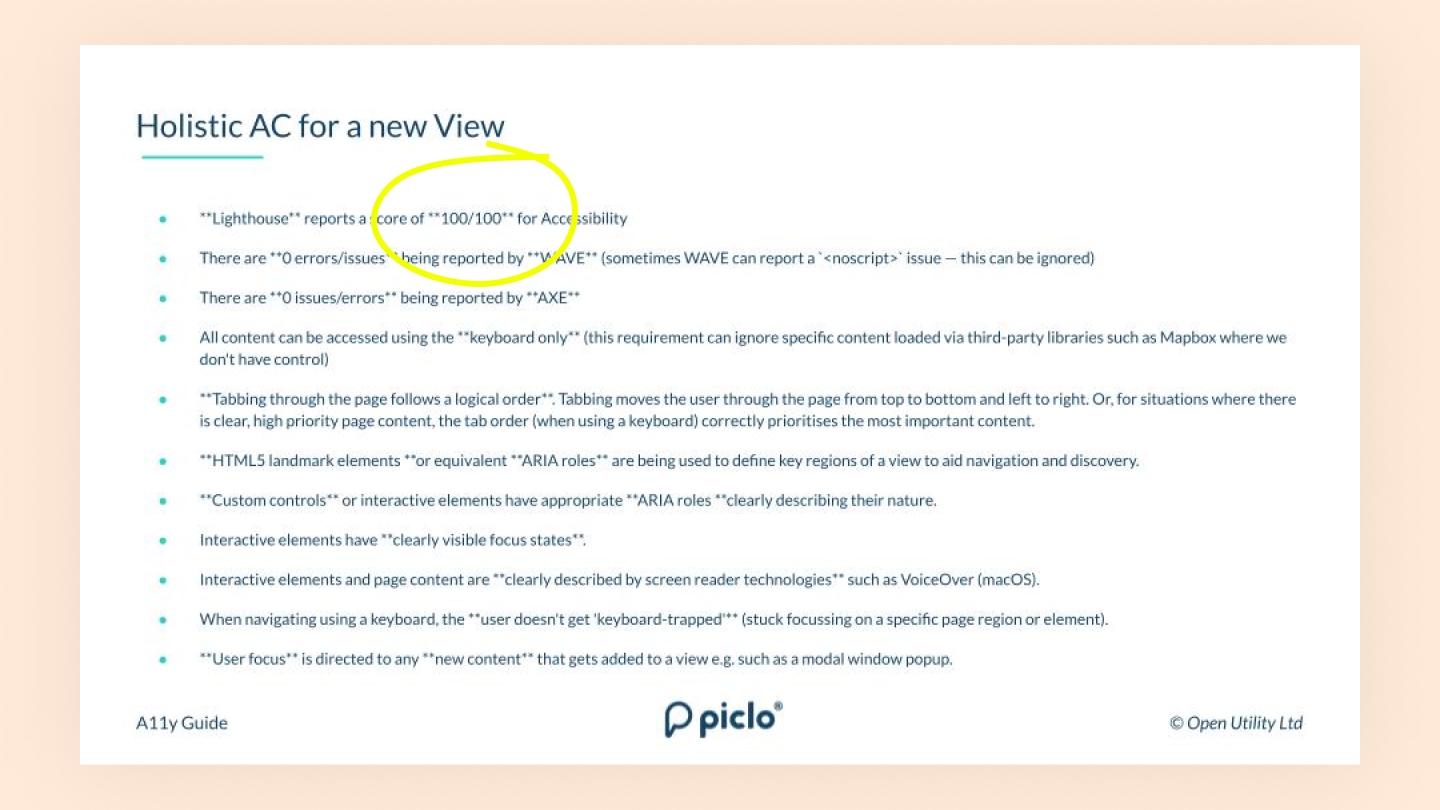 Holistic AC for a new View
**Lighthouse** reports a score of **100/100** for Accessibility
There are **0 errors/issues** being reported by **WAVE** (sometimes WAVE can report a `<noscript>` issue — this can be ignored)
There are **0 issues/errors** being reported by **AXE**
All content can be accessed using the **keyboard only** (this requirement can ignore specific content loaded via third-party libraries such as Mapbox where we
don't have control)
**Tabbing through the page follows a logical order**. Tabbing moves the user through the page from top to bottom and left to right. Or, for situations where there
is clear, high priority page content, the tab order (when using a keyboard) correctly prioritises the most important content.
**HTML5 landmark elements **or equivalent **ARIA roles** are being used to define key regions of a view to aid navigation and discovery.
**Custom controls** or interactive elements have appropriate **ARIA roles **clearly describing their nature.
Interactive elements have **clearly visible focus states**.
Interactive elements and page content are **clearly described by screen reader technologies** such as VoiceOver (macOS).
When navigating using a keyboard, the **user doesn't get 'keyboard-trapped'** (stuck focussing on a specific page region or element).
**User focus** is directed to any **new content** that gets added to a view e.g. such as a modal window popup.
A11y Guide
piclo®
© Open Utility Ltd